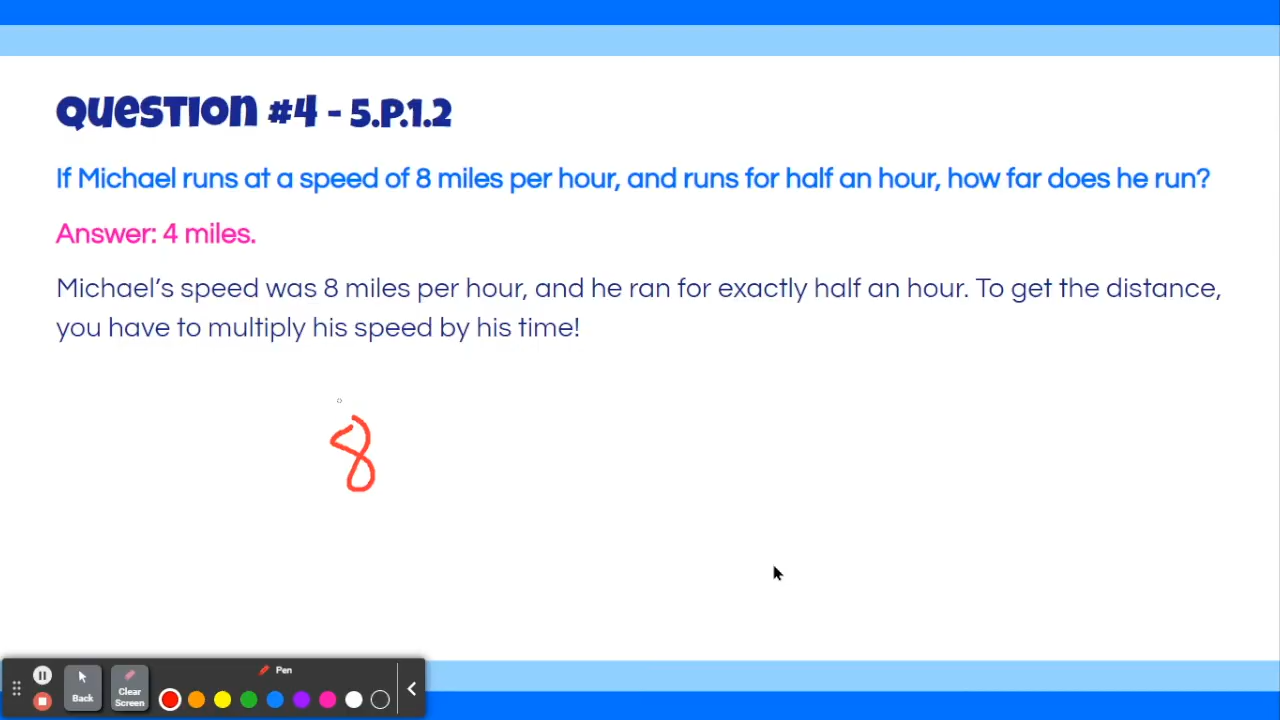 Question #4 - 5.P.1.2
If Michael runs at a speed of 8 miles per hour, and runs for half an hour, how far does he run?
Answer: 4 miles.
Michael's speed was 8 miles per hour, and he ran for exactly half an hour. To get the distance,
you have to multiply his speed by his time!
8
Pen
Back
Clear
Screen